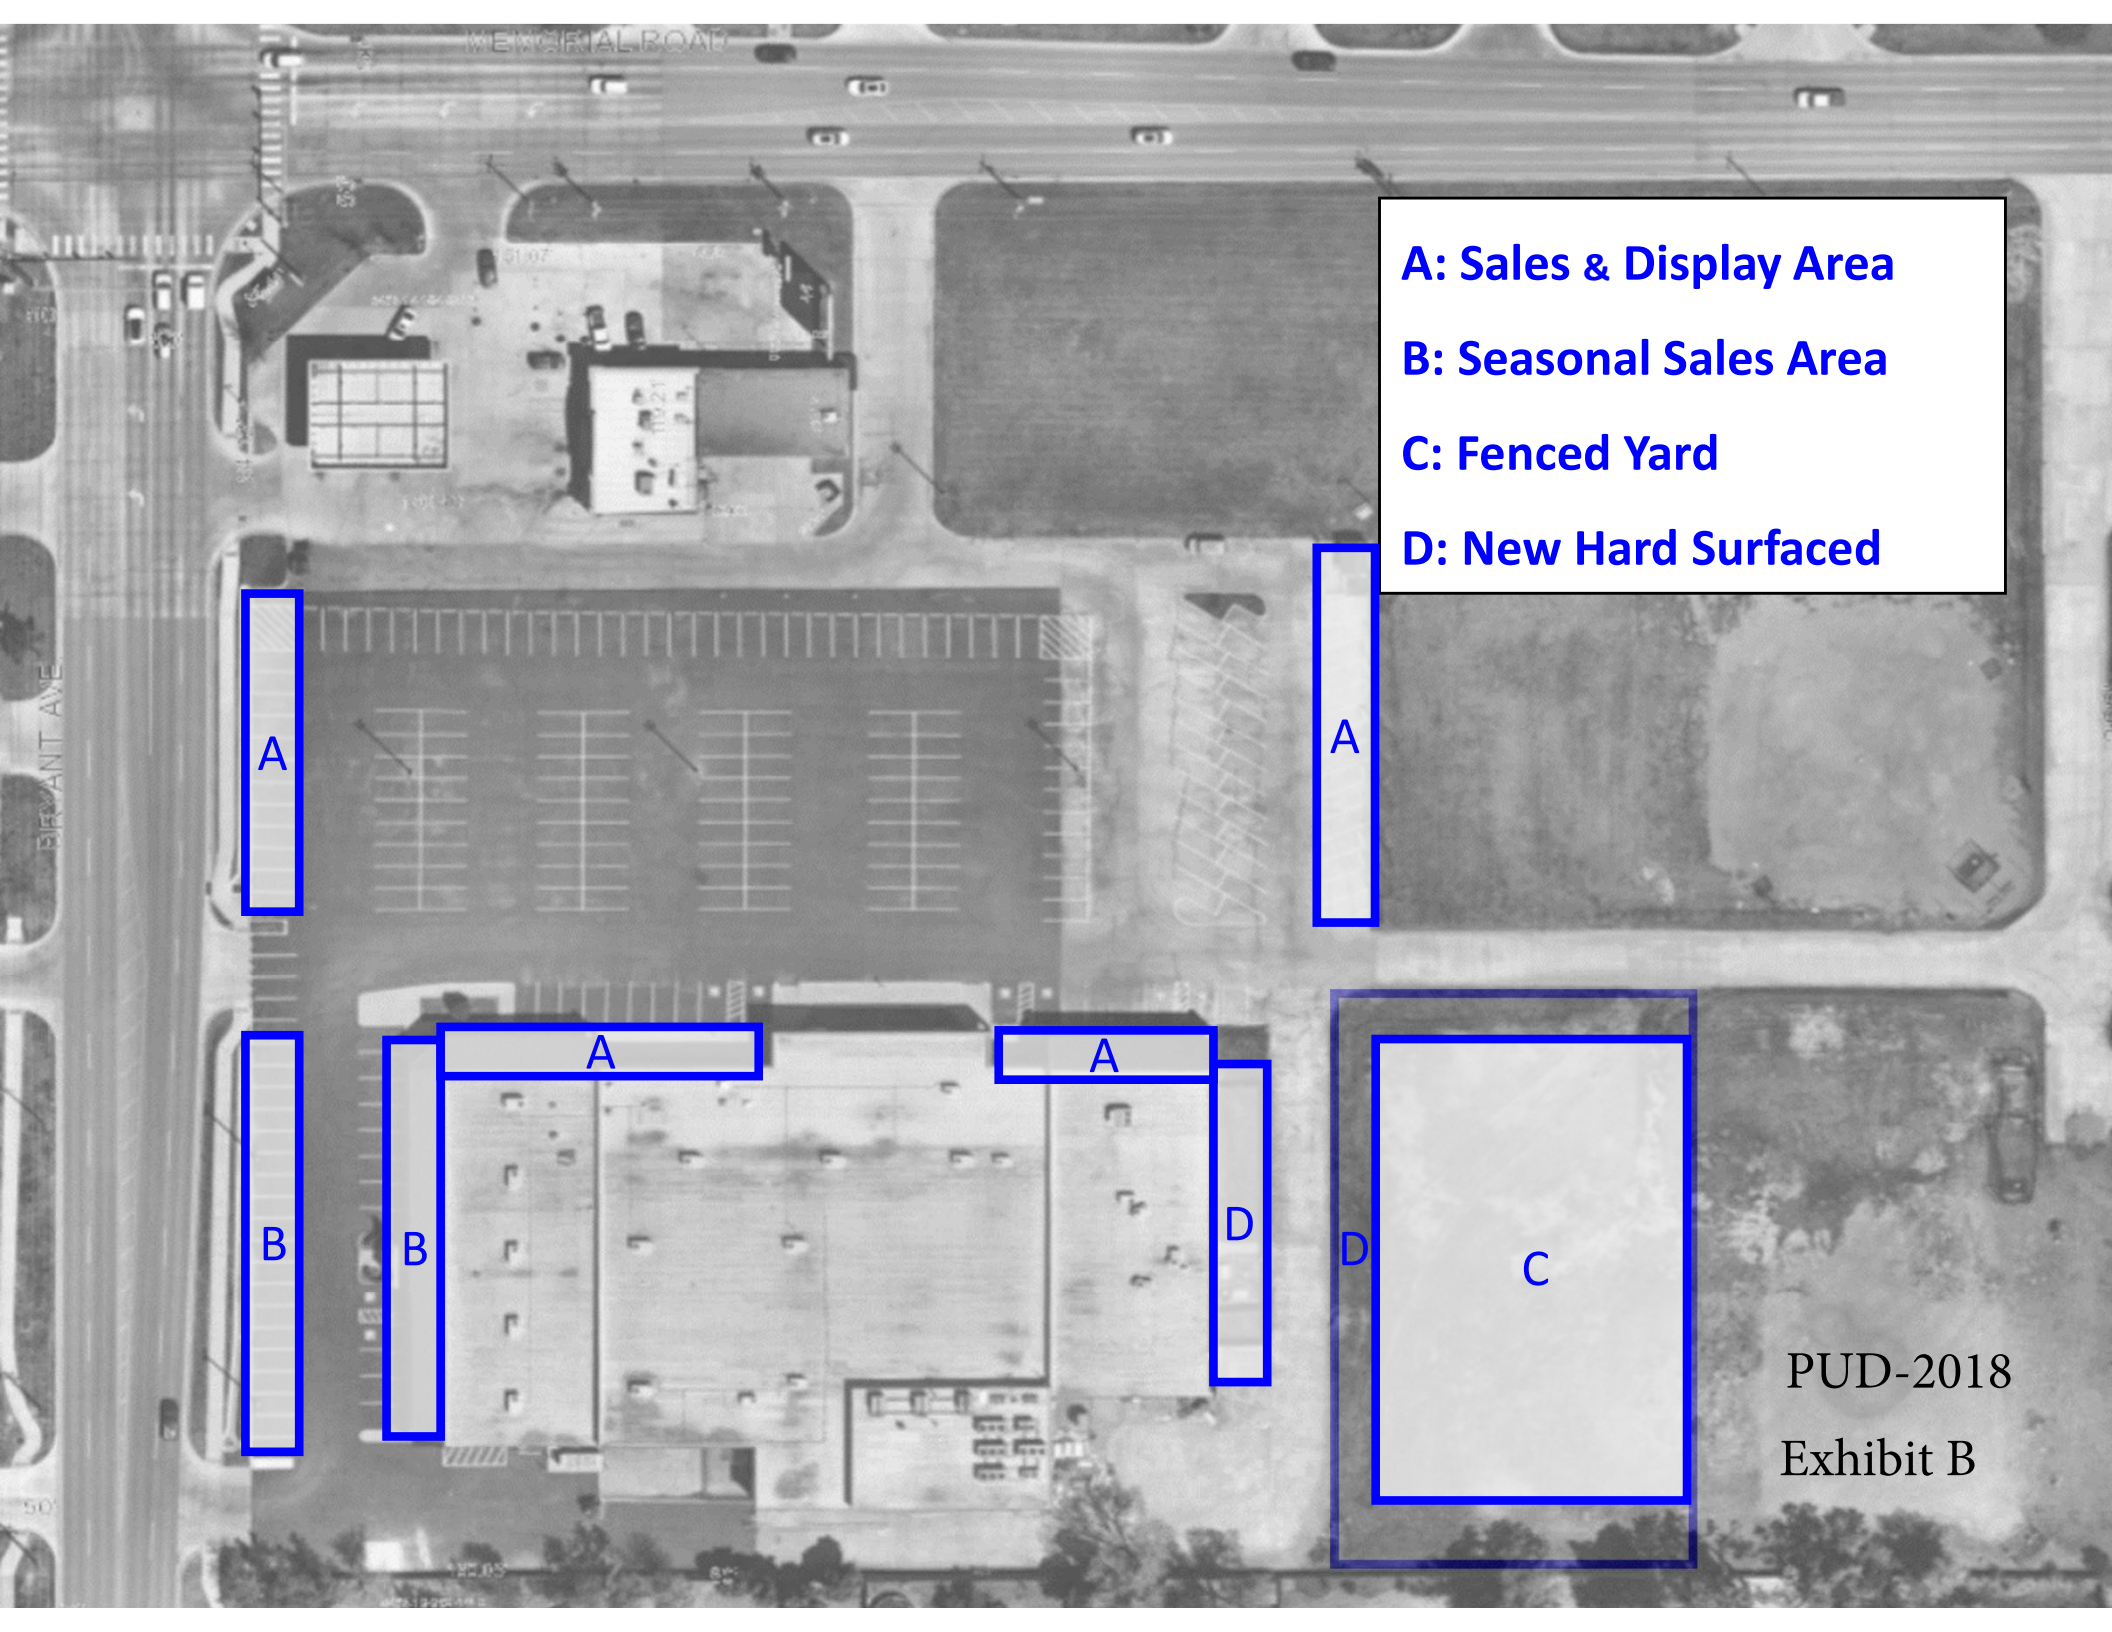 MEMORIAL ROAD
A: Sales & Display Area
B: Seasonal Sales Area
C: Fenced Yard
D: New Hard Surfaced
BRYANT AVE
A
A
A
A
B
B
D
D
C
PUD-2018
Exhibit B